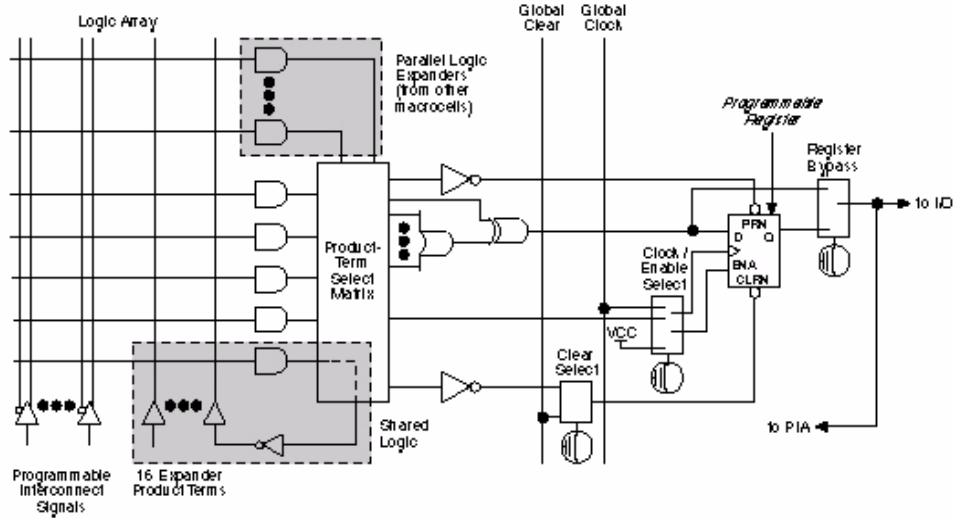 Logic Array
Global
Clear
Global
Clock
Parallel Logic
Expanders
(from other
macrocells)
Programmable
Register
Register
Bypass
to I/O
PRN
D Q
ENA
CLRN
Product-
Term
Select
Matrix
Clock /
Enable
Select
VCC
Clear
Select
to PIA
Shared
Logic
Programmable
Interconnect
Signals
16 Expander
Product Terms